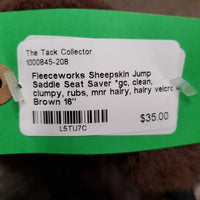 The Tack Collector
1000845-208
Fleeceworks Sheepskin Jump
Saddle Seat Saver *gc, clean,
clumpy, rubs, mnr hairy, hairy velcro
Brown 16"
$35.00
L5TU7C